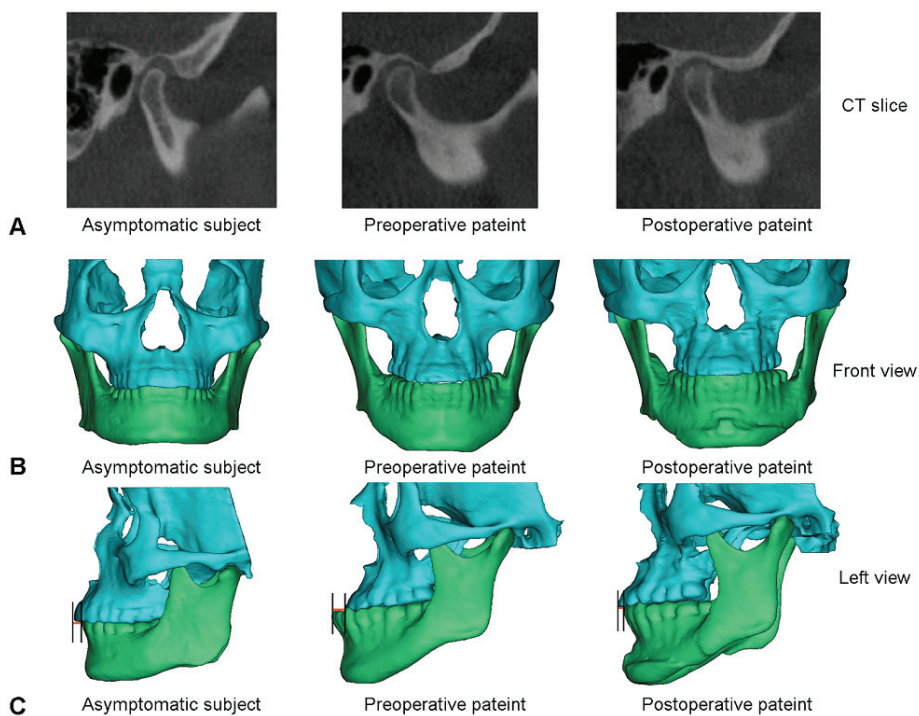 CT slice
A Asymptomatic subject Preoperative pateint Postoperative pateint
Front view
B Asymptomatic subject Preoperative pateint Postoperative pateint
Left view
C Asymptomatic subject Preoperative pateint Postoperative pateint